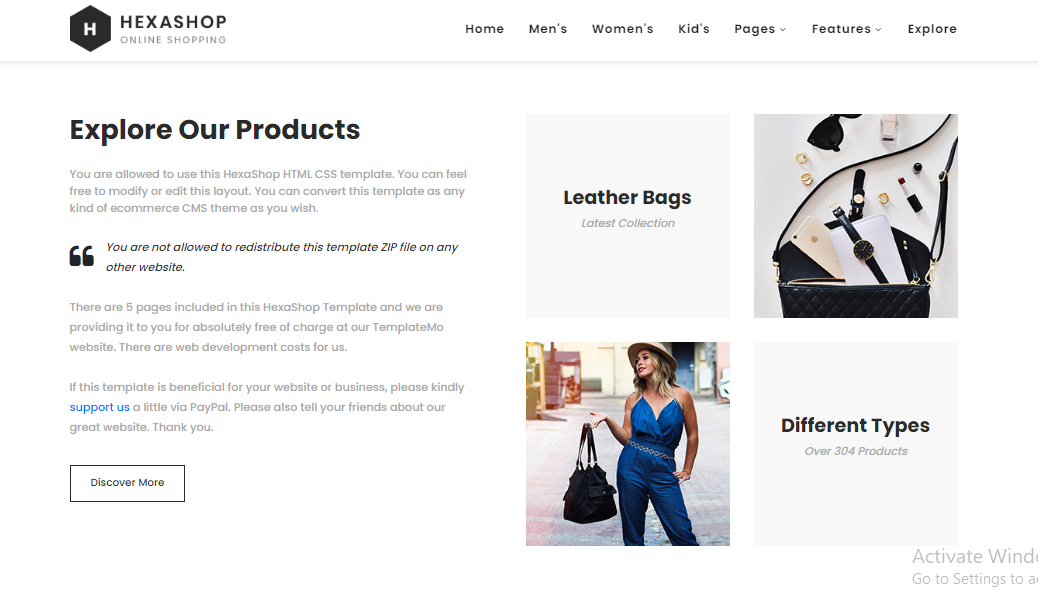 H
HEXASHOP
ONLINE SHOPPING
Home Men's Women's Kid's Pages Features Explore
Explore Our Products
You are allowed to use this HexaShop HTML CSS template. You can feel
free to modify or edit this layout. You can convert this template as any
kind of ecommerce CMS theme as you wish.
You are not allowed to redistribute this template ZIP file on any
other website.
There are 5 pages included in this HexaShop Template and we are
providing it to you for absolutely free of charge at our TemplateMo
website. There are web development costs for us.
If this template is beneficial for your website or business, please kindly
support us a little via PayPal. Please also tell your friends about our
great website. Thank you.
Discover More
Leather Bags
Latest Collection
Different Types
Over 304 Products
Activate Windo
Go to Settings to a